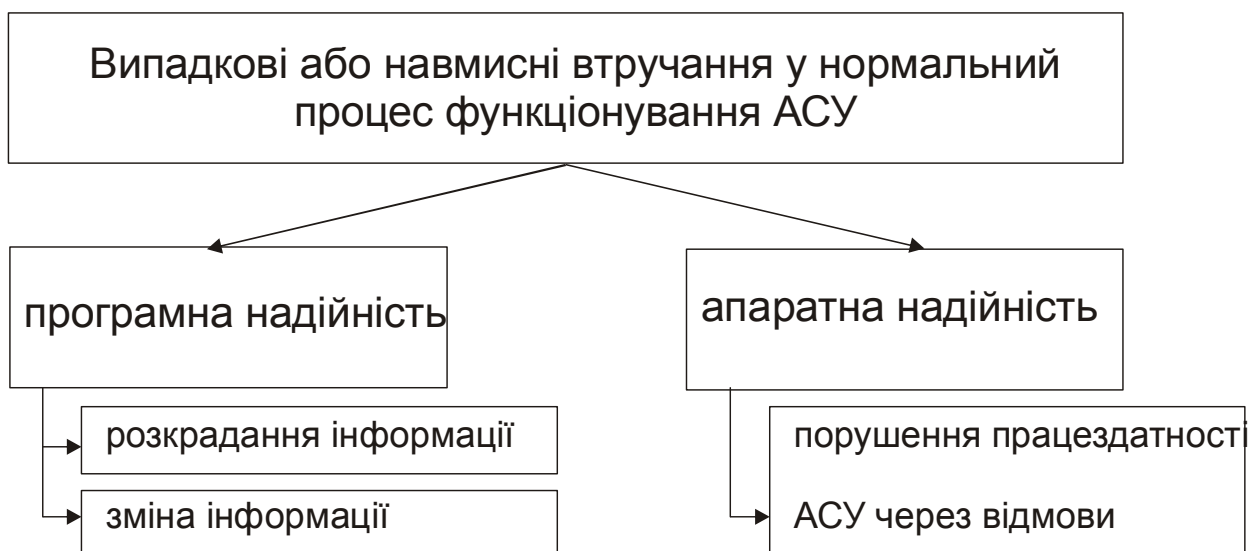 Випадкові або навмисні втручання у нормальний
процес функціонування АСУ
програмна надійність
апаратна надійність
розкрадання інформації
зміна інформації
порушення працездатності
АСУ через відмови